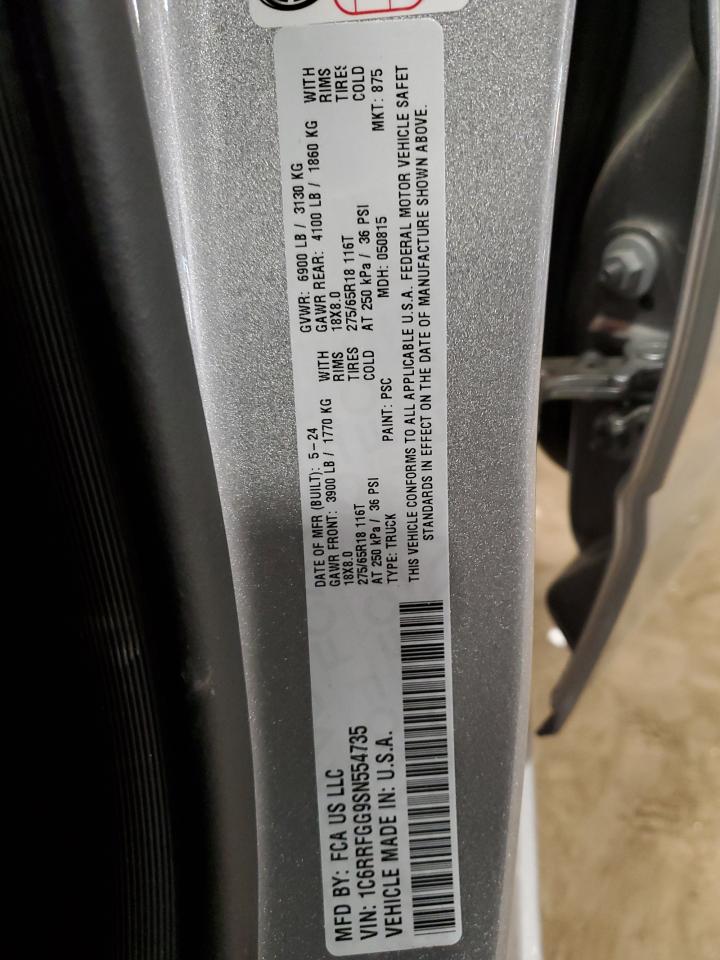 MFD BY: FCA US LLC
VIN: 1C6RRFGG9SN554735
VEHICLE MADE IN: U.S.A.
DATE OF MFR (BUILT): 5-24
GAWR FRONT: 3900 LB / 1770 KG WITH
18X8.0 RIMS
275/65R18 116T TIRES
AT 250 kPa / 36 PSI COLD
TYPE: TRUCK PAINT: PSC
GVWR: 6900 LB / 3130 KG
GAWR REAR: 4100 LB / 1860 KG WITH
18X8.0 RIMS
275/65R18 116T TIRES
AT 250 kPa / 36 PSI COLD
MDH: 050815 MKT: 875
THIS VEHICLE CONFORMS TO ALL APPLICABLE U.S.A. FEDERAL MOTOR VEHICLE SAFET
STANDARDS IN EFFECT ON THE DATE OF MANUFACTURE SHOWN ABOVE.